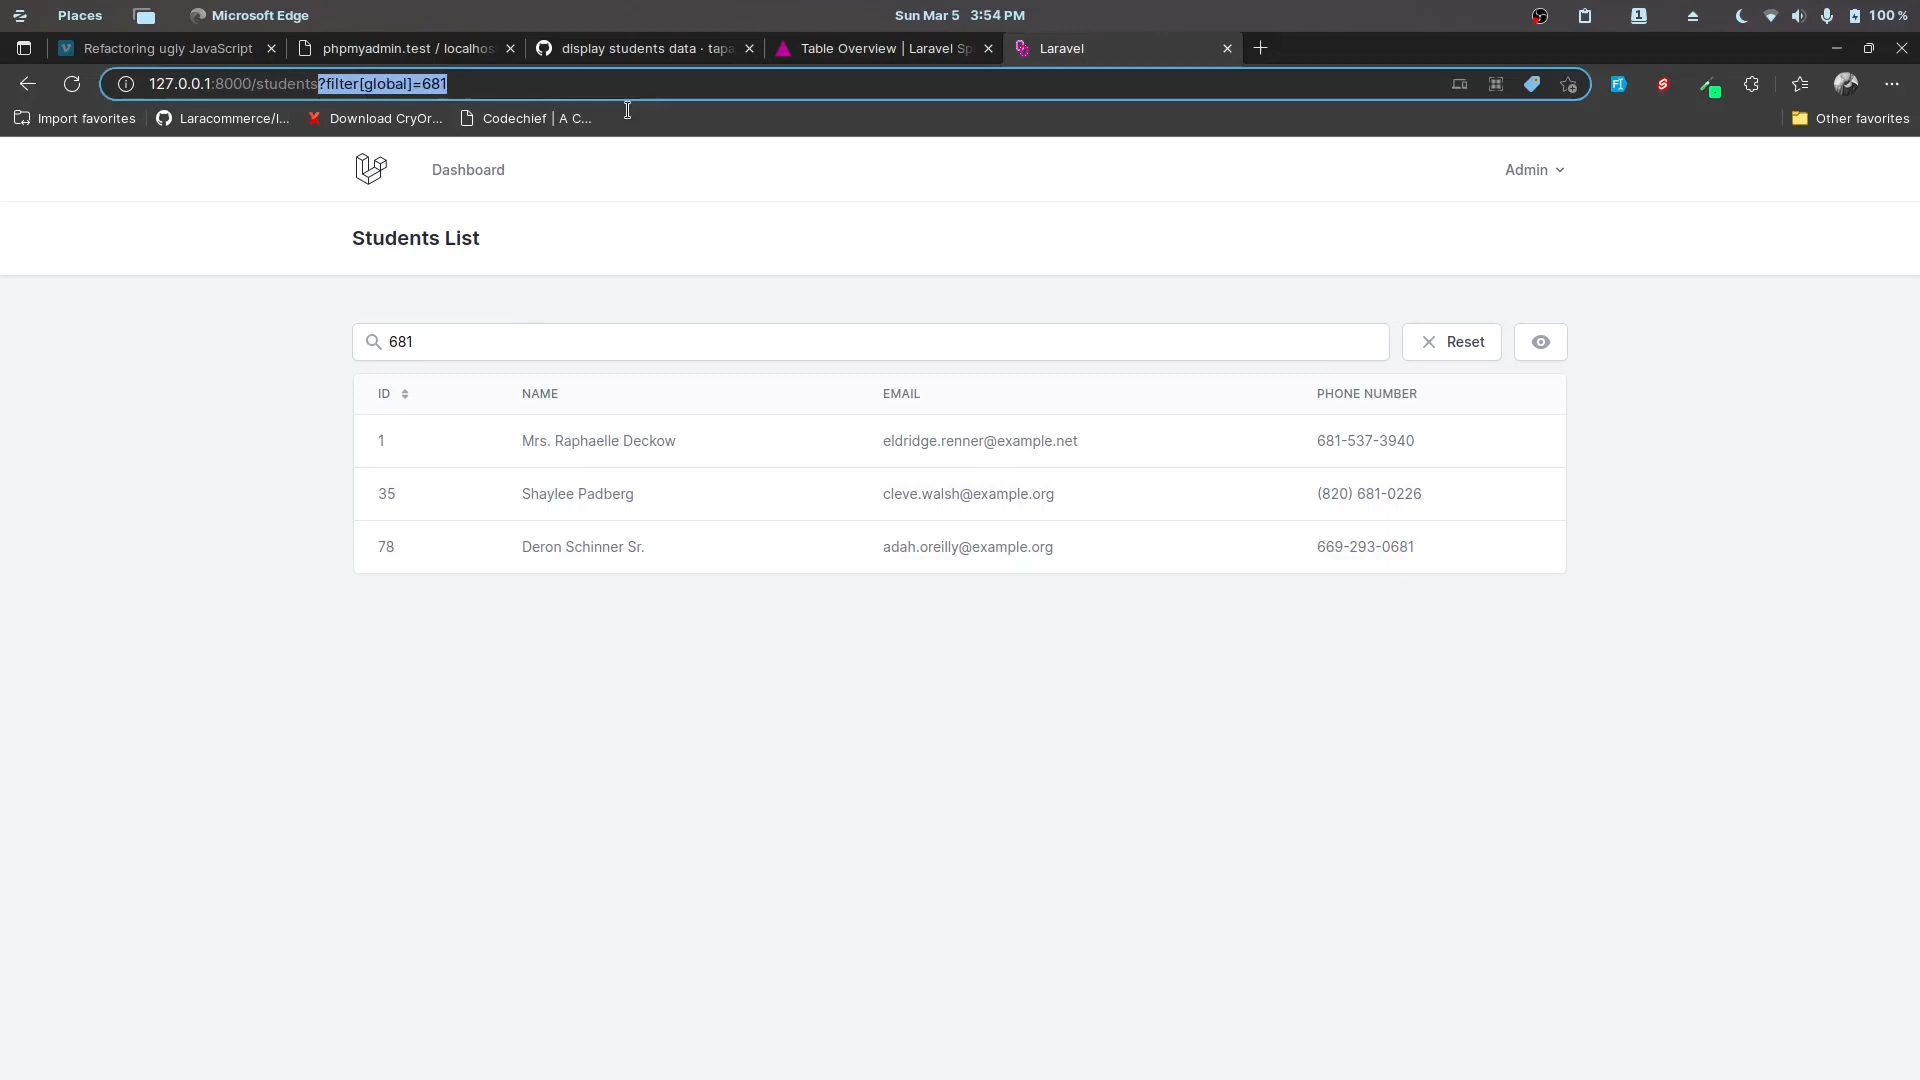 Places
Microsoft Edge
Sun Mar 5 3:54 PM
1
100 %
Refactoring ugly JavaScript
phpmyadmin.test / localhos
display students data · tapa
Table Overview | Laravel Sp
Laravel
127.0.0.1:8000/students?filter[global]=681
Import favorites
Laracommerce/l...
Download CryOr...
Codechief | A C...
Other favorites
Dashboard
Admin
Students List
681
Reset
ID NAME EMAIL PHONE NUMBER
1 Mrs. Raphaelle Deckow eldridge.renner@example.net 681-537-3940
35 Shaylee Padberg cleve.walsh@example.org (820) 681-0226
78 Deron Schinner Sr. adah.oreilly@example.org 669-293-0681